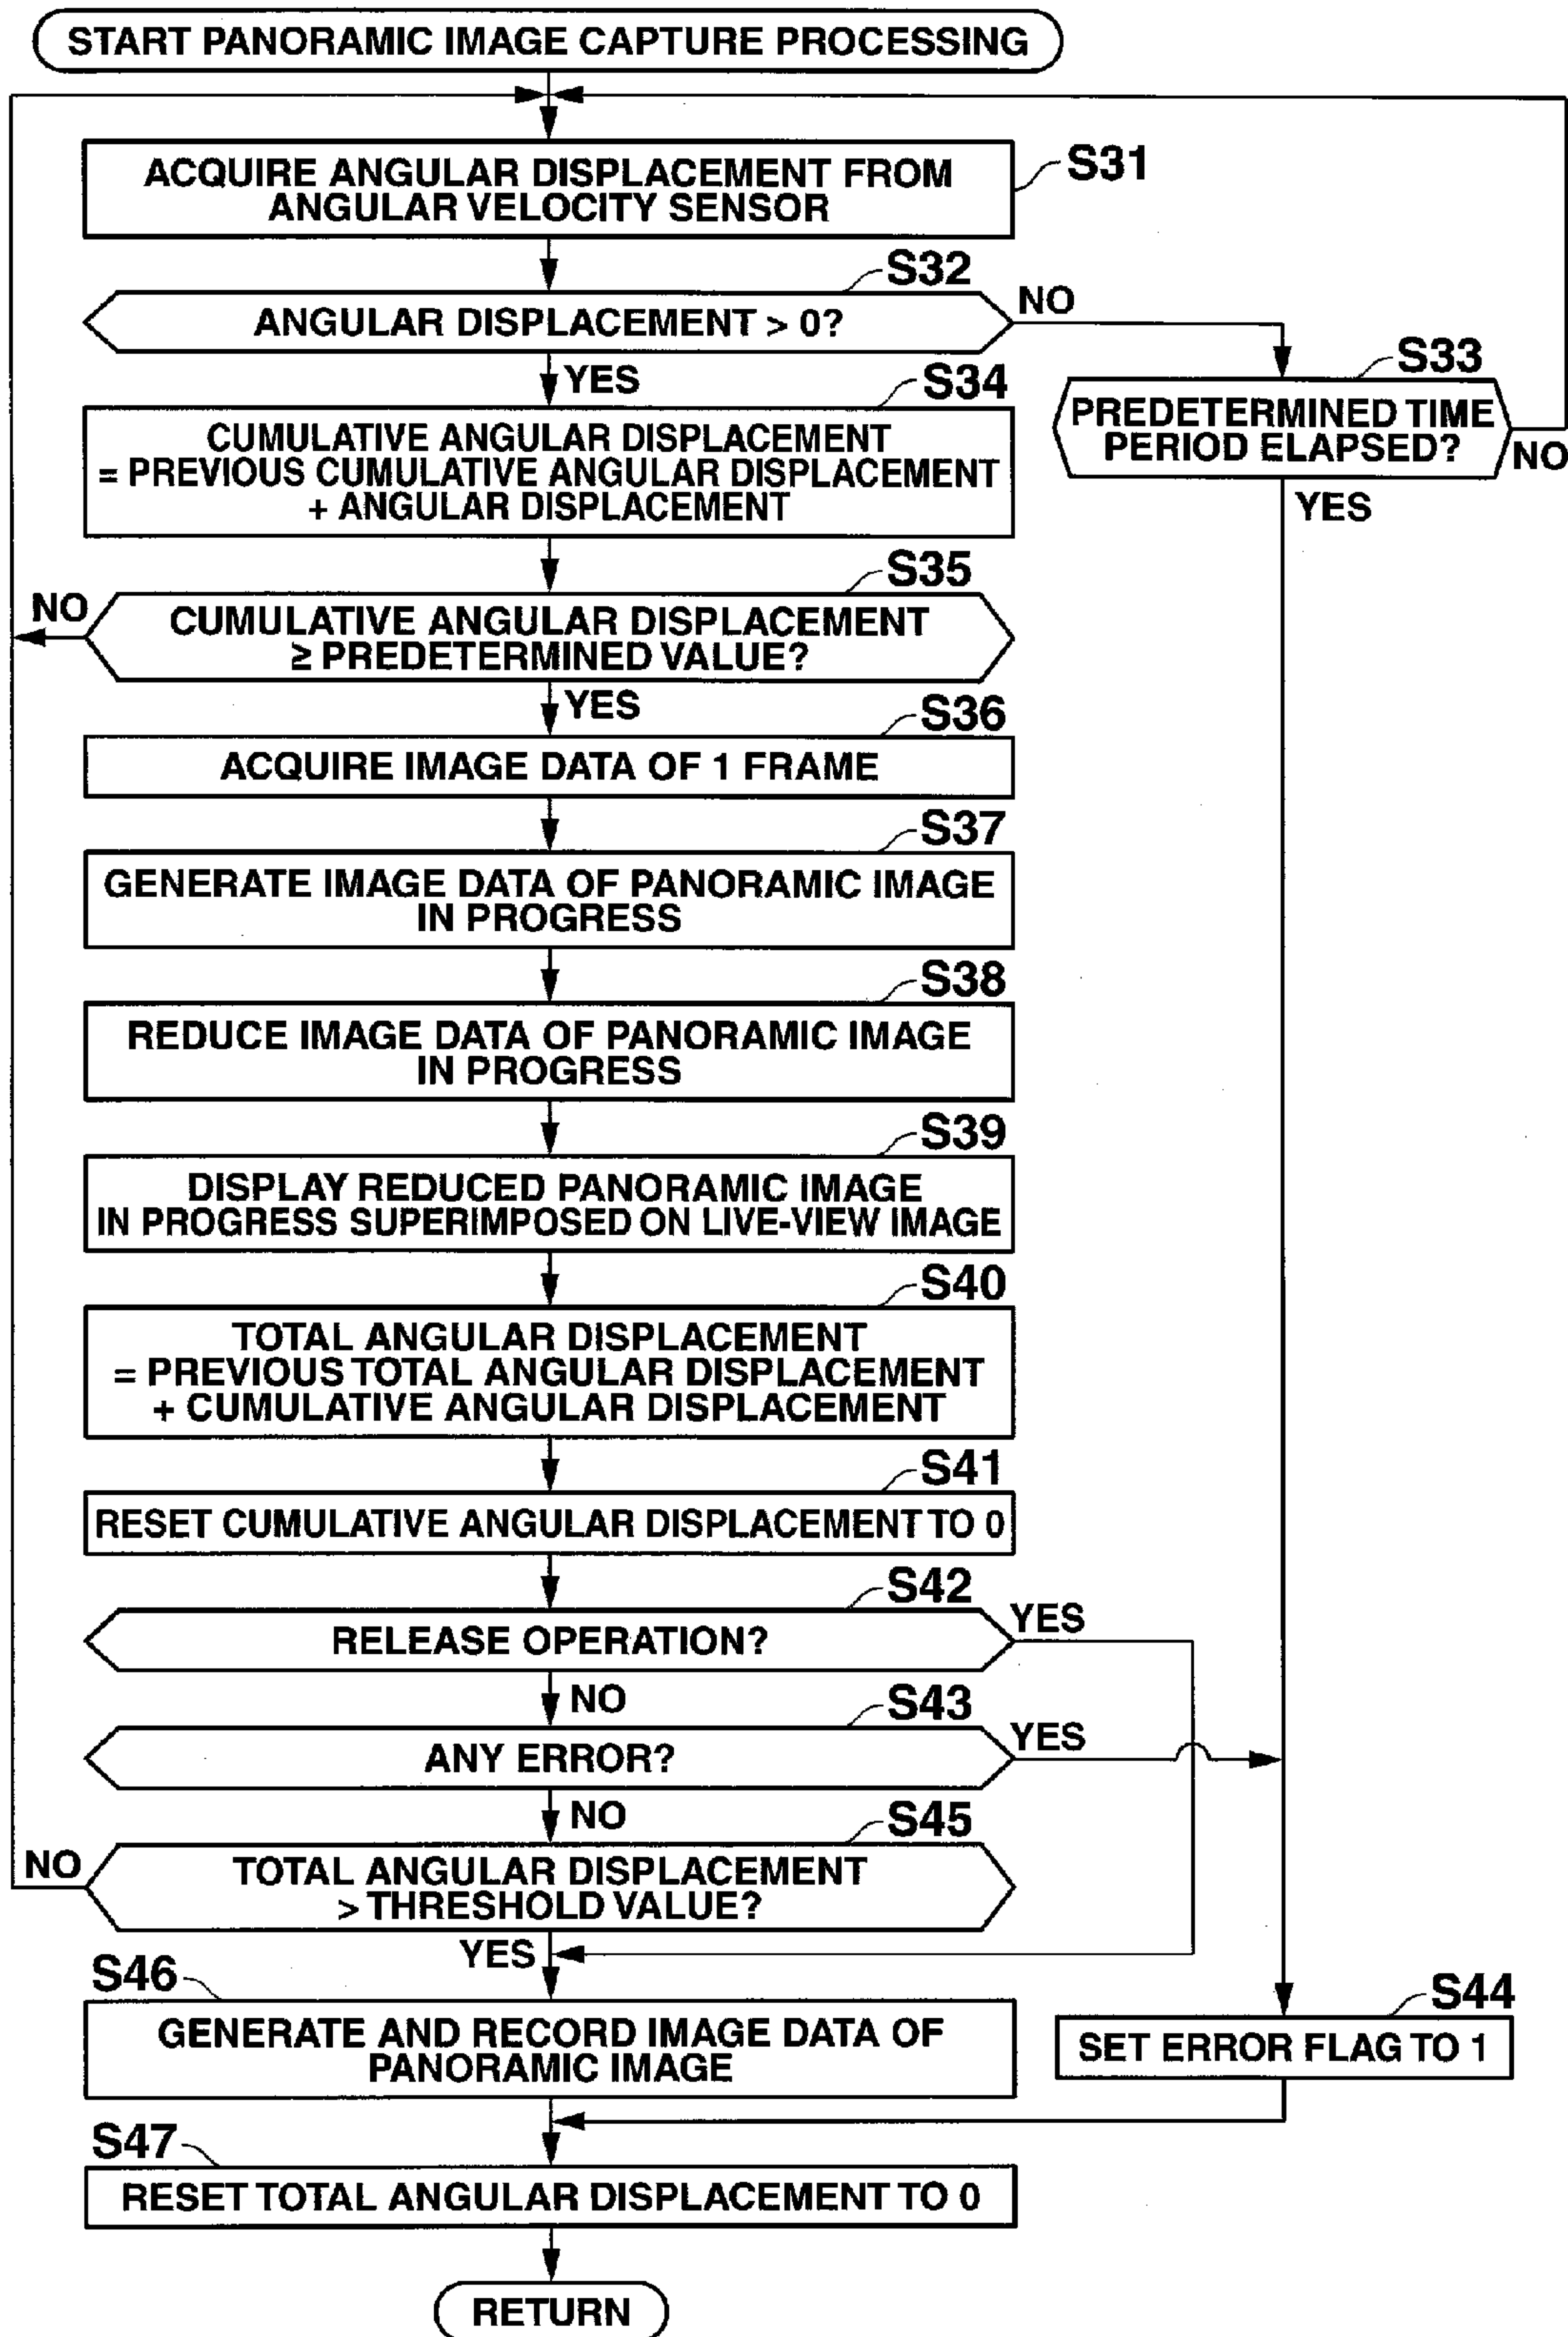 START PANORAMIC IMAGE CAPTURE PROCESSING
ACQUIRE ANGULAR DISPLACEMENT FROM
ANGULAR VELOCITY SENSOR
S31
S32
ANGULAR DISPLACEMENT > 0?
NO
YES
S33
PREDETERMINED TIME
PERIOD ELAPSED?
NO
YES
S34
CUMULATIVE ANGULAR DISPLACEMENT
= PREVIOUS CUMULATIVE ANGULAR DISPLACEMENT
+ ANGULAR DISPLACEMENT
S35
NO
CUMULATIVE ANGULAR DISPLACEMENT
≥ PREDETERMINED VALUE?
YES
S36
ACQUIRE IMAGE DATA OF 1 FRAME
S37
GENERATE IMAGE DATA OF PANORAMIC IMAGE
IN PROGRESS
S38
REDUCE IMAGE DATA OF PANORAMIC IMAGE
IN PROGRESS
S39
DISPLAY REDUCED PANORAMIC IMAGE
IN PROGRESS SUPERIMPOSED ON LIVE-VIEW IMAGE
S40
TOTAL ANGULAR DISPLACEMENT
= PREVIOUS TOTAL ANGULAR DISPLACEMENT
+ CUMULATIVE ANGULAR DISPLACEMENT
S41
RESET CUMULATIVE ANGULAR DISPLACEMENT TO 0
S42
RELEASE OPERATION?
YES
NO
S43
ANY ERROR?
YES
NO
S45
NO
TOTAL ANGULAR DISPLACEMENT
> THRESHOLD VALUE?
YES
S46
GENERATE AND RECORD IMAGE DATA OF
PANORAMIC IMAGE
S44
SET ERROR FLAG TO 1
S47
RESET TOTAL ANGULAR DISPLACEMENT TO 0
RETURN